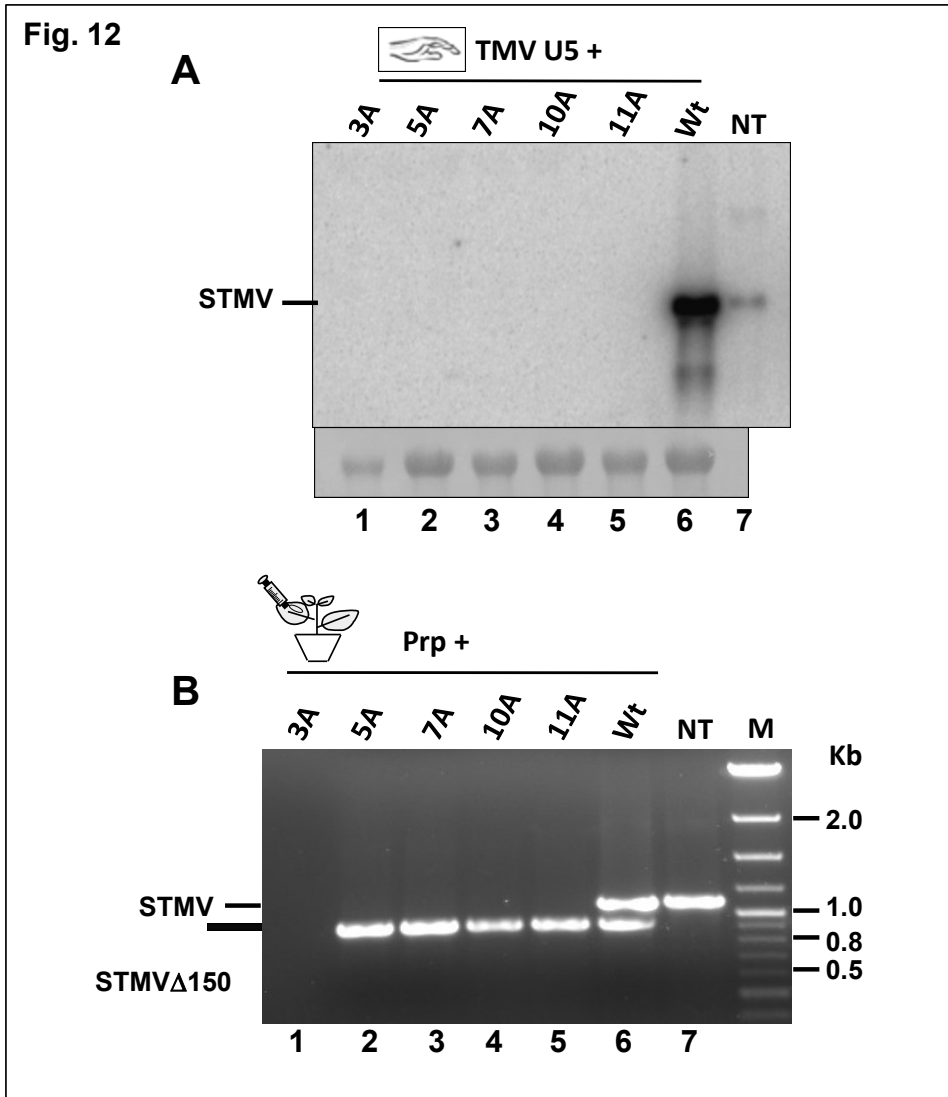 Fig. 12
A
TMV U5 +
3A 5A 7A 10A 11A Wt NT
STMV
1 2 3 4 5 6 7
Prp +
B
3A 5A 7A 10A 11A Wt NT M
Kb
2.0
STMV
1.0
0.8
0.5
STMVΔ150
1 2 3 4 5 6 7